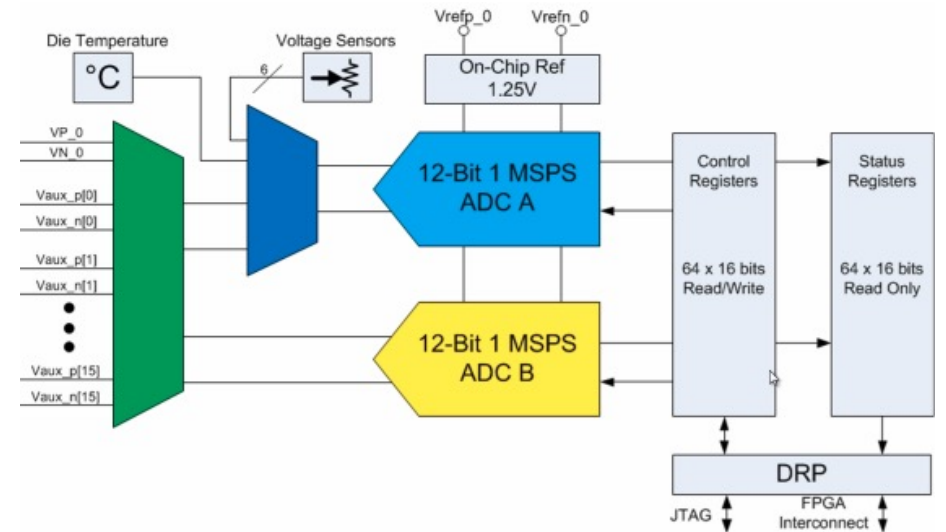 Vrefp_0
Vrefn_0
Die Temperature
Voltage Sensors
°C
6
On-Chip Ref
1.25V
VP_0
VN_0
Vaux_p[0]
Vaux_n[0]
Vaux_p[1]
Vaux_n[1]
Vaux_p[15]
Vaux_n[15]
12-Bit 1 MSPS
ADC A
12-Bit 1 MSPS
ADC B
Control
Registers
64 x 16 bits
Read/Write
Status
Registers
64 x 16 bits
Read Only
DRP
JTAG
FPGA
Interconnect